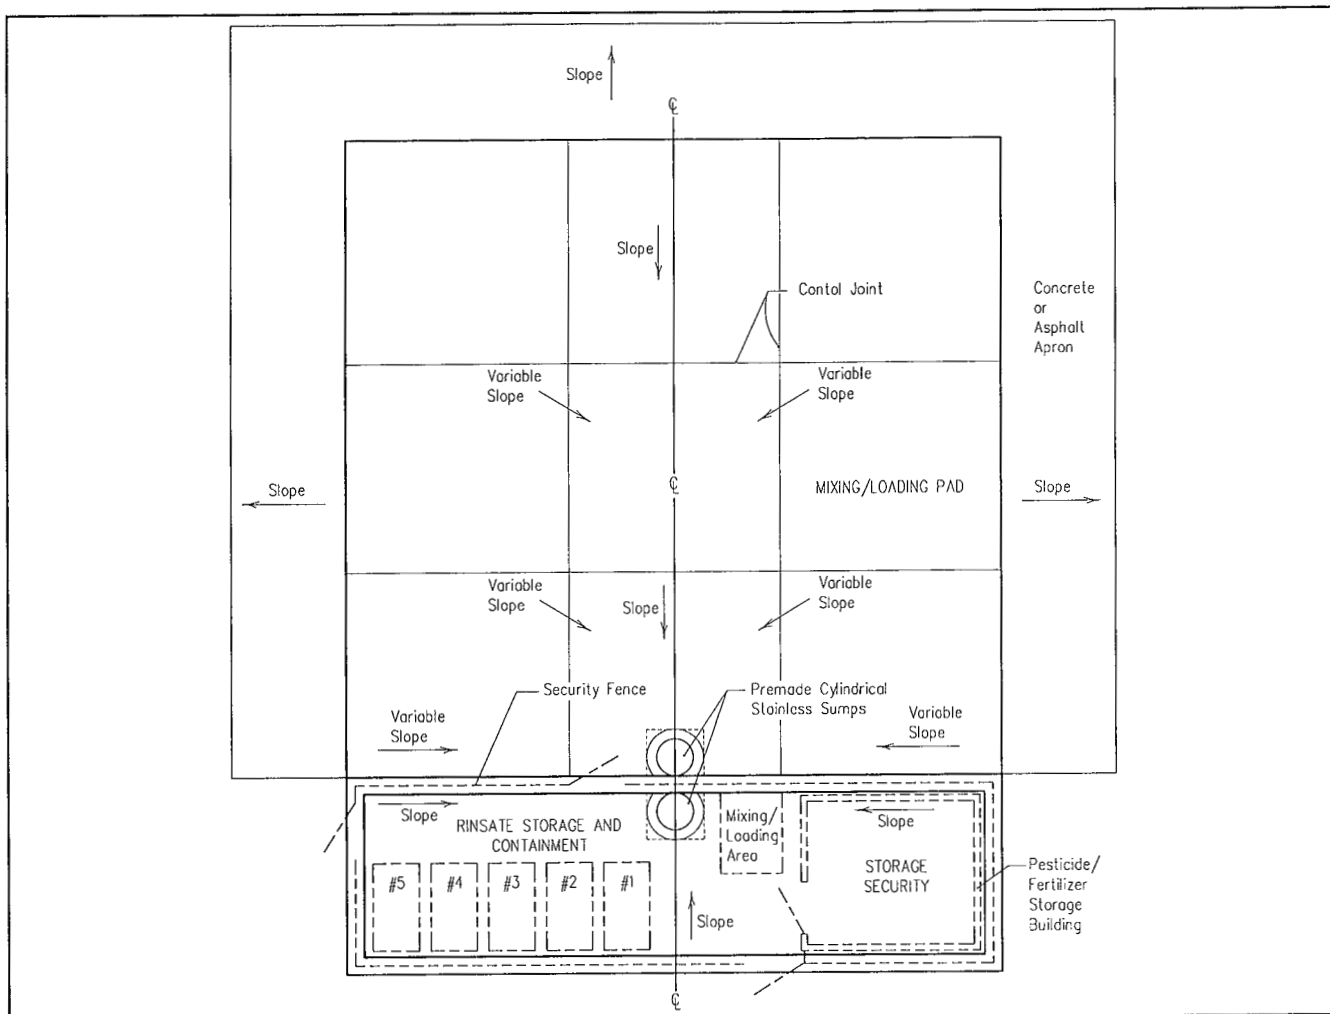 Slope
℄
Slope
Contol Joint
Concrete
or
Asphalt
Apron
Variable
Slope
Variable
Slope
℄
MIXING/LOADING PAD
Slope
Slope
Variable
Slope
Slope
Variable
Slope
Security Fence
Premade Cylindrical
Stainless Sumps
Variable
Slope
Variable
Slope
Slope
RINSATE STORAGE AND
CONTAINMENT
Mixing/
Loading
Area
Slope
STORAGE
SECURITY
Pesticide/
Fertilizer
Storage
Building
#5
#4
#3
#2
#1
Slope
℄